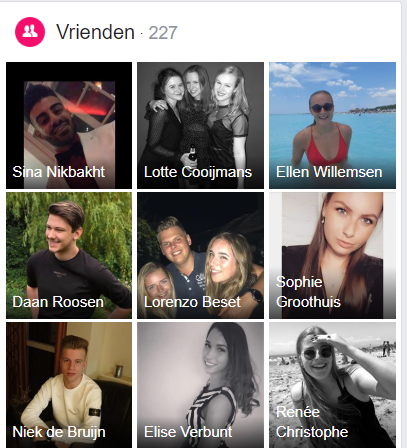 Vrienden · 227
Sina Nikbakht
Lotte Cooijmans
Ellen Willemsen
Daan Roosen
Lorenzo Beset
Sophie
Groothuis
Niek de Bruijn
Elise Verbunt
Renée
Christophe